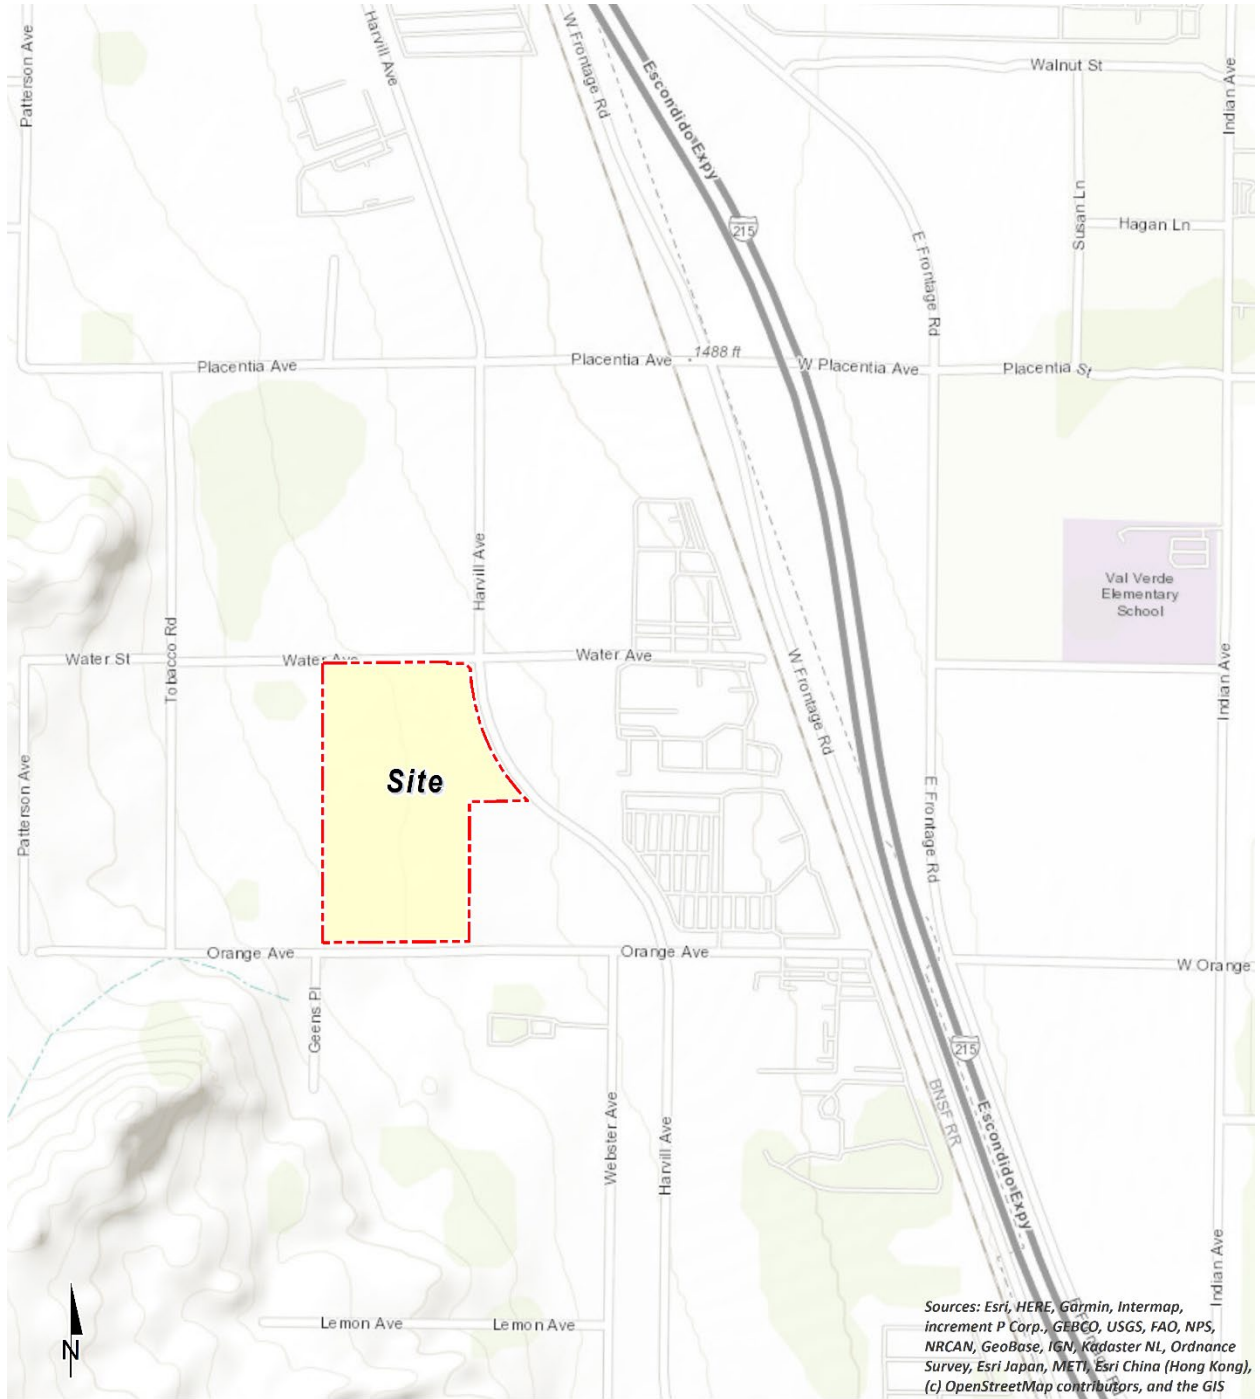 Patterson Ave
Harvill Ave
W Frontage Rd
Escondido Expy
Walnut St
Indian Ave
Susan Ln
Hagan Ln
215
E Frontage Rd
Placentia Ave
Placentia Ave
1488 ft
W Placentia Ave
Placentia St
Harvill Ave
Val Verde
Elementary
School
Tobacco Rd
Water St
Water Ave
Water Ave
W Frontage Rd
Indian Ave
Site
Patterson Ave
E Frontage Rd
Orange Ave
Orange Ave
W Orange
Geens Pl
215
BNSF RR
Escondido Expy
Webster Ave
Harvill Ave
Indian Ave
Lemon Ave
Lemon Ave
E Frontage Rd
N
Sources: Esri, HERE, Garmin, Intermap,
increment P Corp., GEBCO, USGS, FAO, NPS,
NRCAN, GeoBase, IGN, Kadaster NL, Ordnance
Survey, Esri Japan, METI, Esri China (Hong Kong),
(c) OpenStreetMap contributors, and the GIS